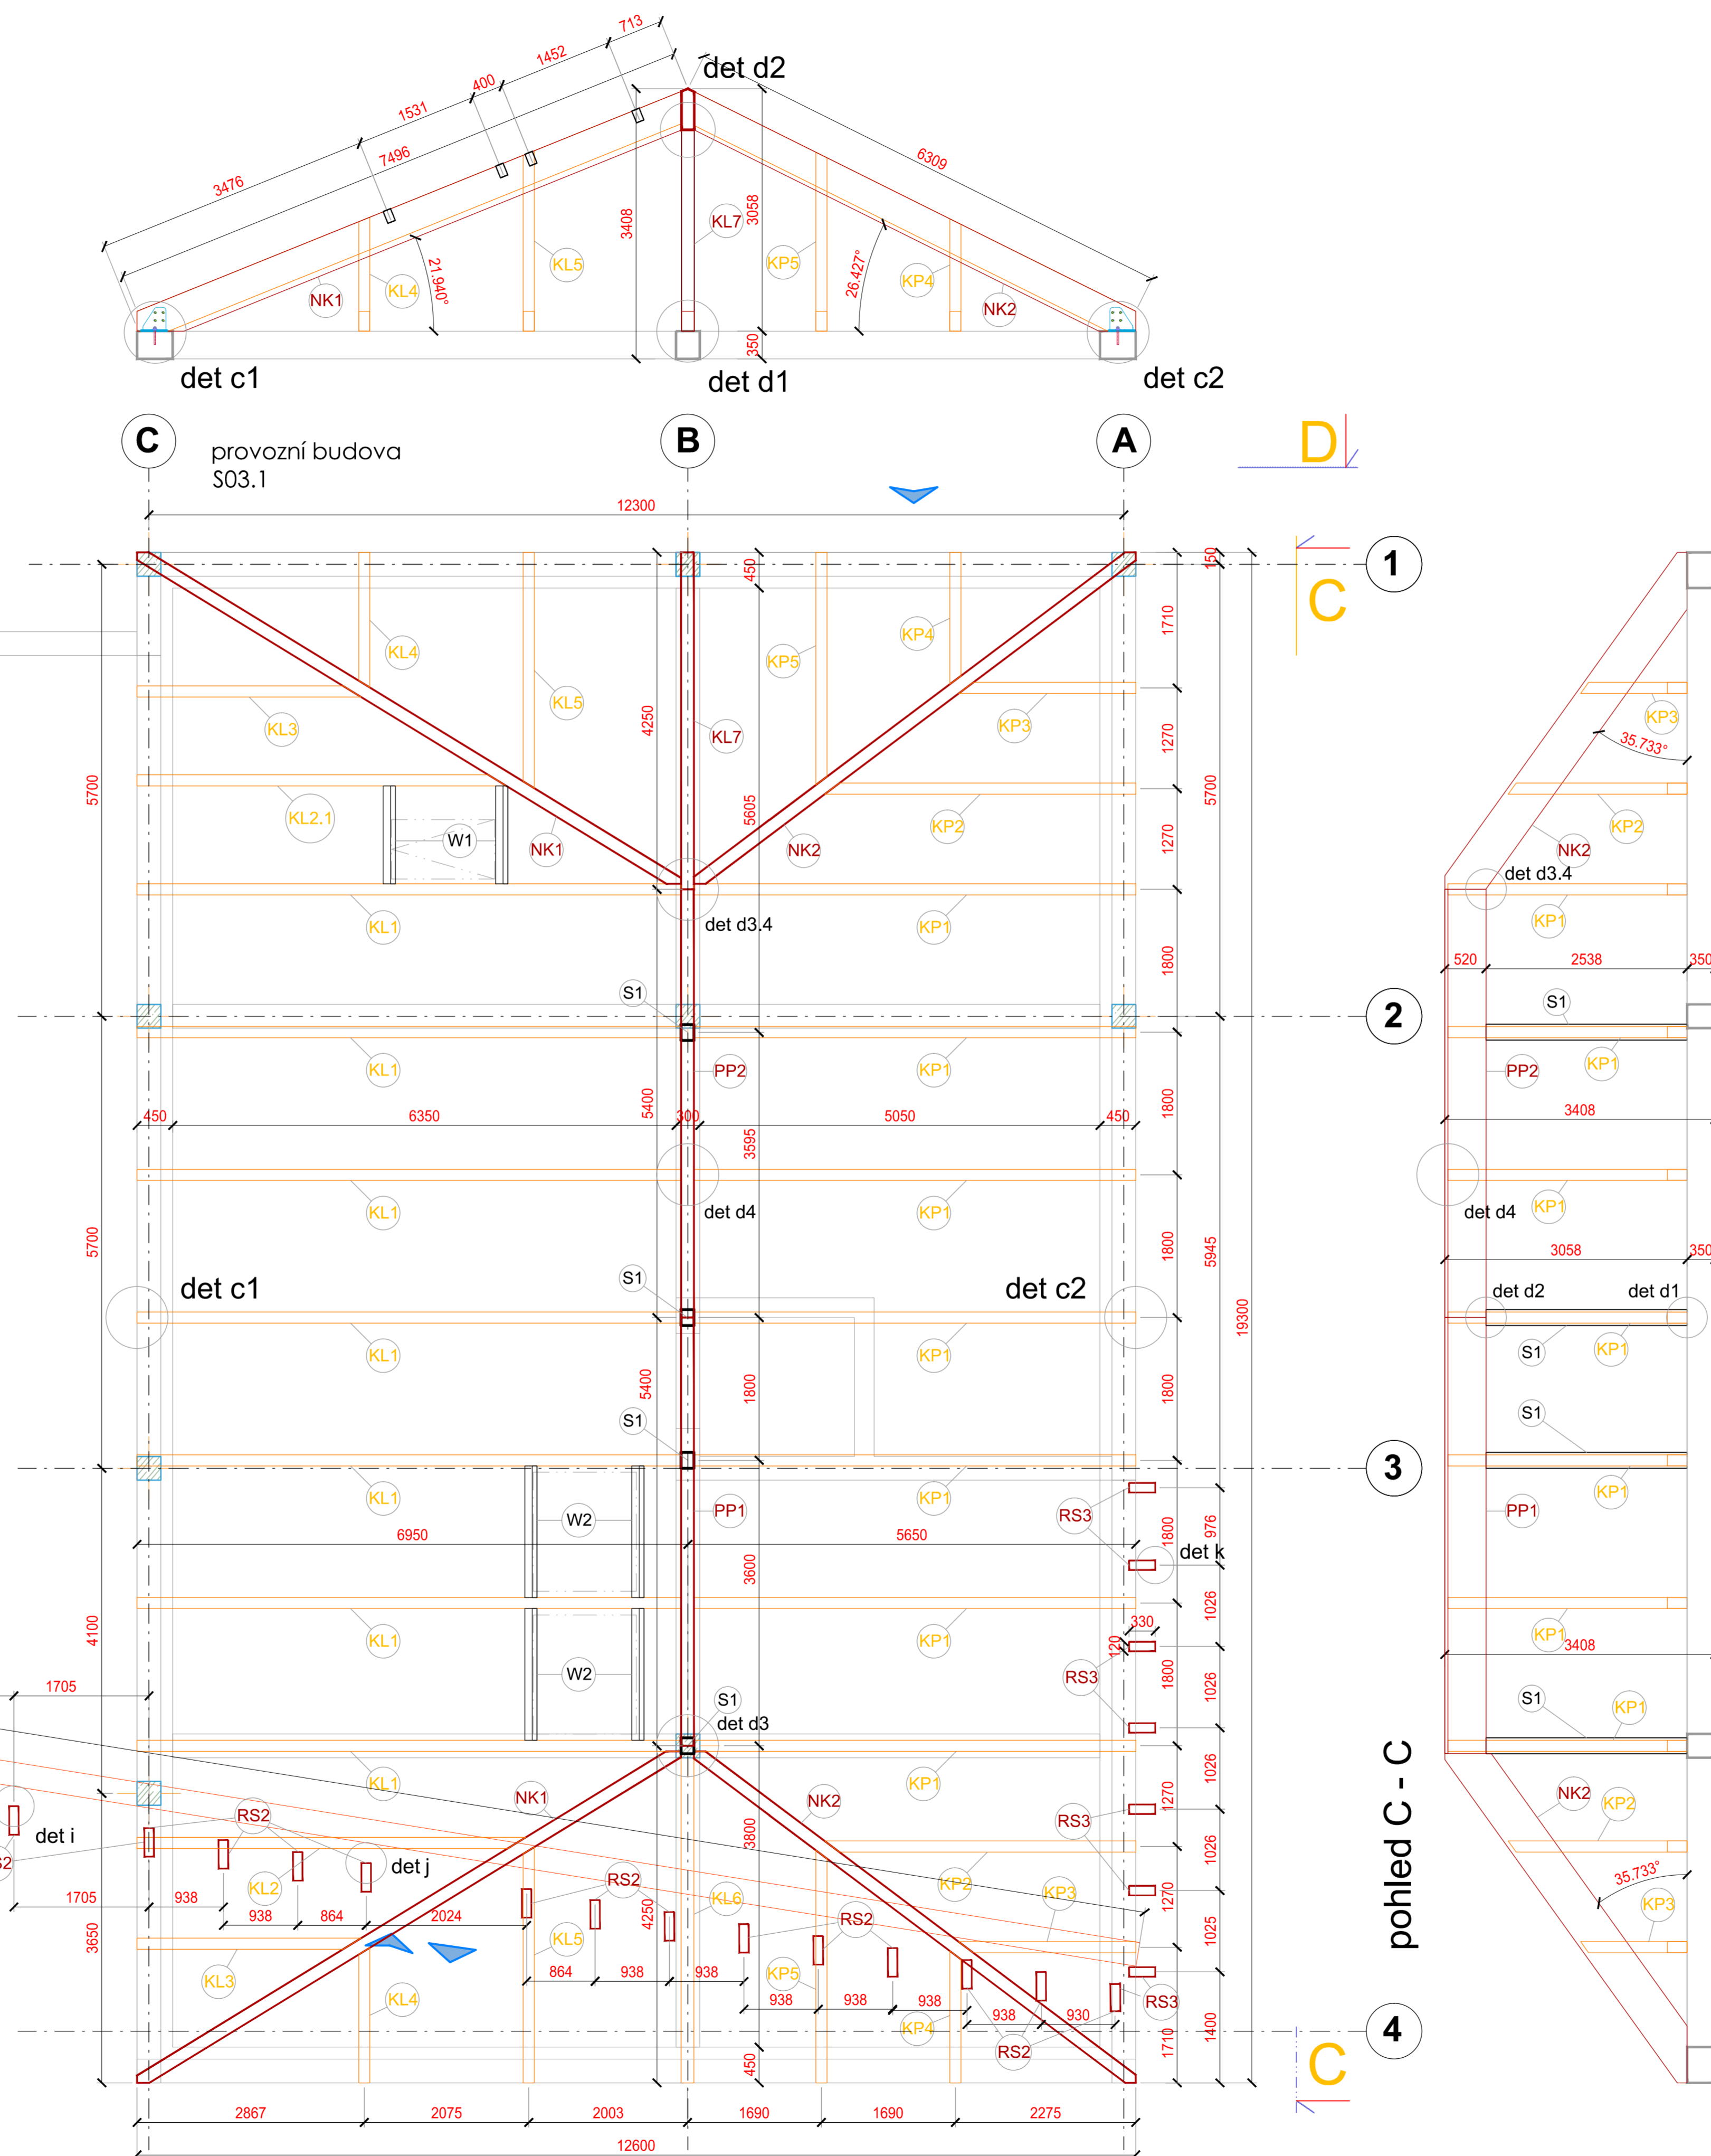 713
1452
400
1531
7496
3476
det d2
6309
3408
3058
KL7
KL5
KL4
21.940°
NK1
KP5
26.427°
KP4
NK2
350
det c1
det d1
det c2
C
B
A
provozní budova
S03.1
D
12300
1
C
450
150
KL4
KP4
KP5
1710
KL5
KL3
4250
KL7
KP3
1270
KP3
35.733°
5700
5605
5700
KL2.1
W1
NK1
NK2
KP2
1270
KP2
NK2
det d3.4
KL1
det d3.4
KP1
KP1
1800
520
2538
350
S1
S1
2
KL1
PP2
KP1
PP2
KP1
1800
5400
3595
450
6350
300
5050
450
3408
KL1
det d4
KP1
det d4
KP1
5700
1800
5945
3058
350
det c1
S1
det c2
det d2
det d1
19300
KL1
KP1
S1
KP1
5400
1800
1800
S1
S1
3
KL1
PP1
KP1
RS3
PP1
KP1
W2
6950
5650
1800
976
det k
3600
1026
4100
KL1
KP1
330
120
KP1
3408
W2
RS3
1800
1026
1705
S1
det d3
S1
KP1
KL1
NK1
NK2
KP1
1026
1270
pohled C - C
NK2
KP2
RS2
RS3
det i
det j
3800
1026
S2
KL2
RS2
KL6
KP2
KP3
35.733°
KP3
1705
938
938
864
2024
4250
RS2
1270
1025
3650
KL5
KL3
KP5
864
938
938
KL4
938
938
938
938
930
RS3
KP4
RS2
4
1710
1400
450
C
2867
2075
2003
1690
1690
2275
12600